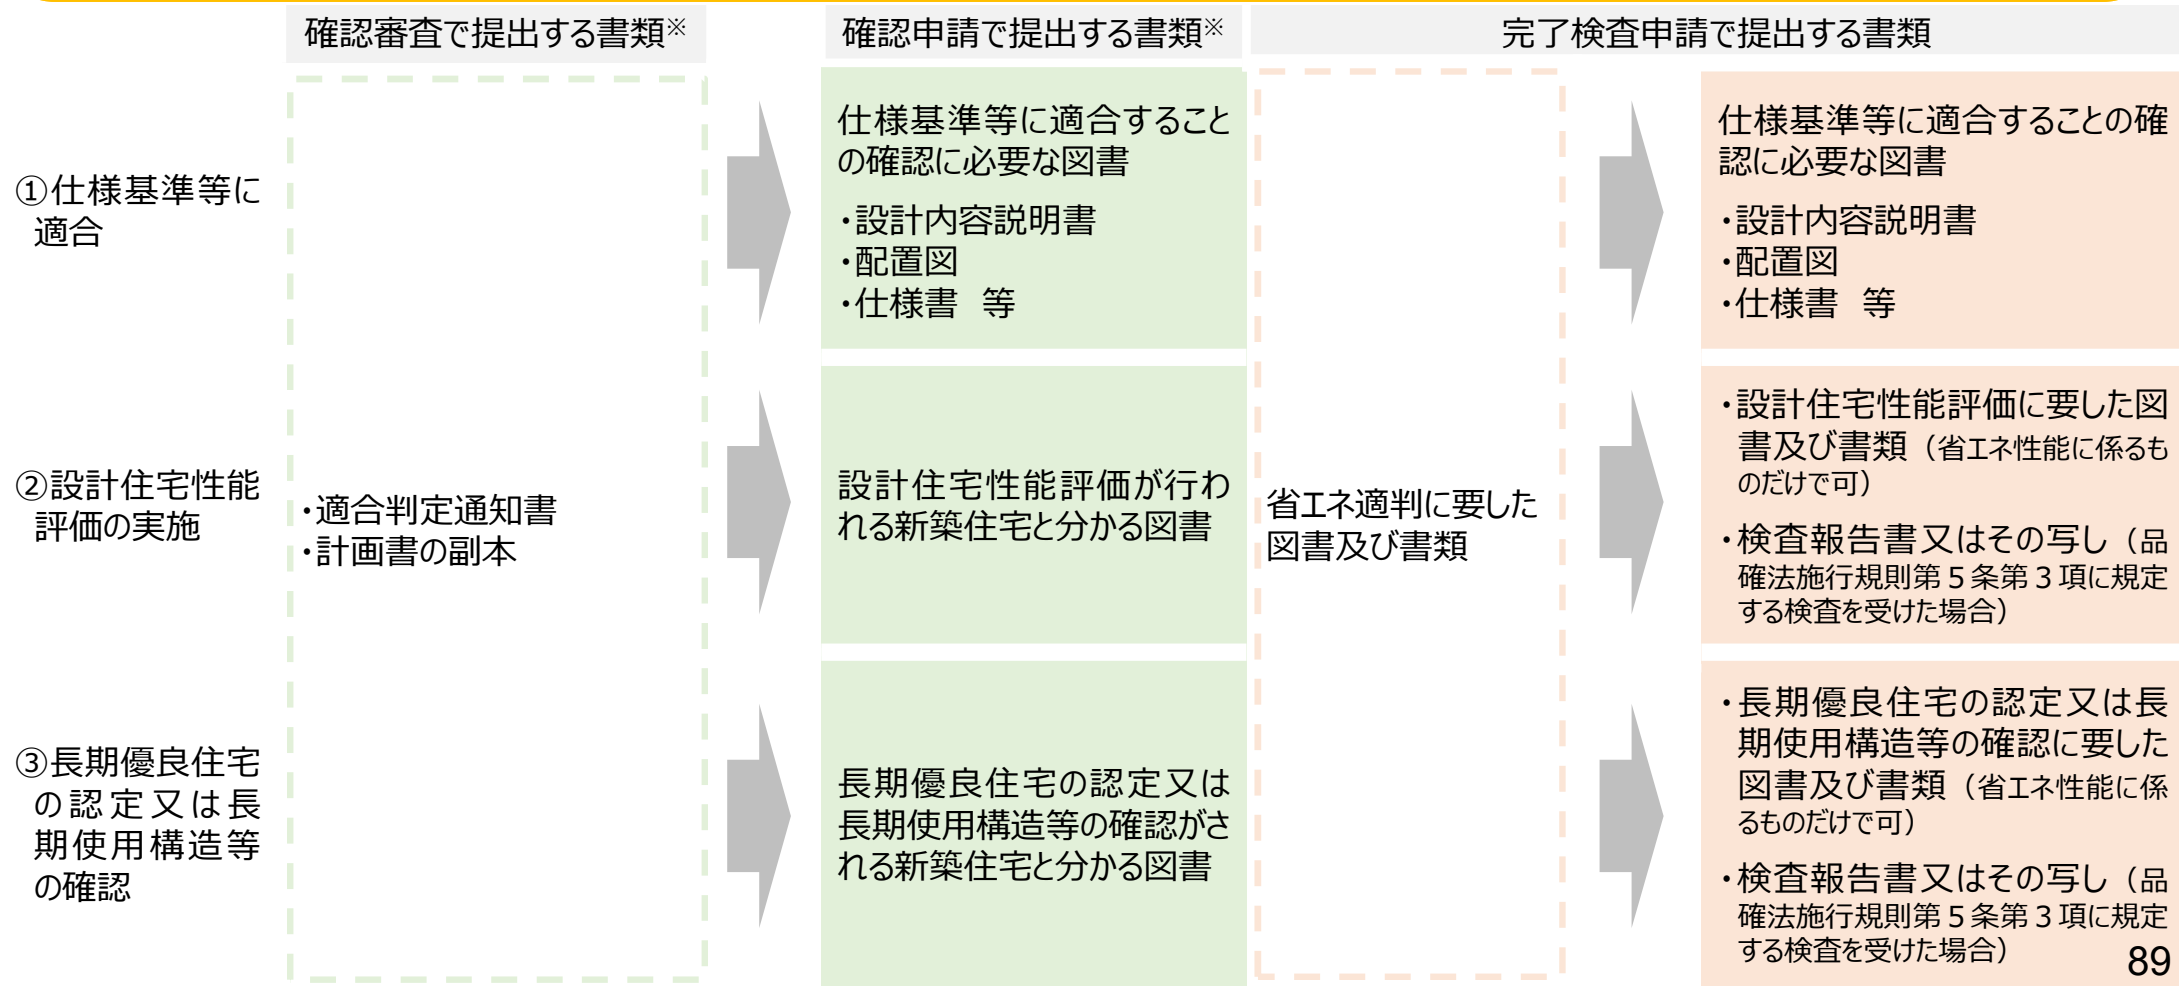 確認審査で提出する書類※
確認申請で提出する書類※
完了検査申請で提出する書類
①仕様基準等に
適合
②設計住宅性能
評価の実施
③長期優良住宅
の認定又は長
期使用構造等
の確認
・適合判定通知書
・計画書の副本
仕様基準等に適合すること
の確認に必要な図書
・設計内容説明書
・配置図
・仕様書 等
設計住宅性能評価が行わ
れる新築住宅と分かる図書
長期優良住宅の認定又は
長期使用構造等の確認がさ
れる新築住宅と分かる図書
省エネ適判に要した
図書及び書類
仕様基準等に適合することの確
認に必要な図書
・設計内容説明書
・配置図
・仕様書 等
・設計住宅性能評価に要した図
書及び書類（省エネ性能に係るも
のだけで可）
・検査報告書又はその写し（品
確法施行規則第5条第3項に規定
する検査を受けた場合）
・長期優良住宅の認定又は長
期使用構造等の確認に要した
図書及び書類（省エネ性能に係
るものだけで可）
・検査報告書又はその写し（品
確法施行規則第5条第3項に規定
する検査を受けた場合）
89